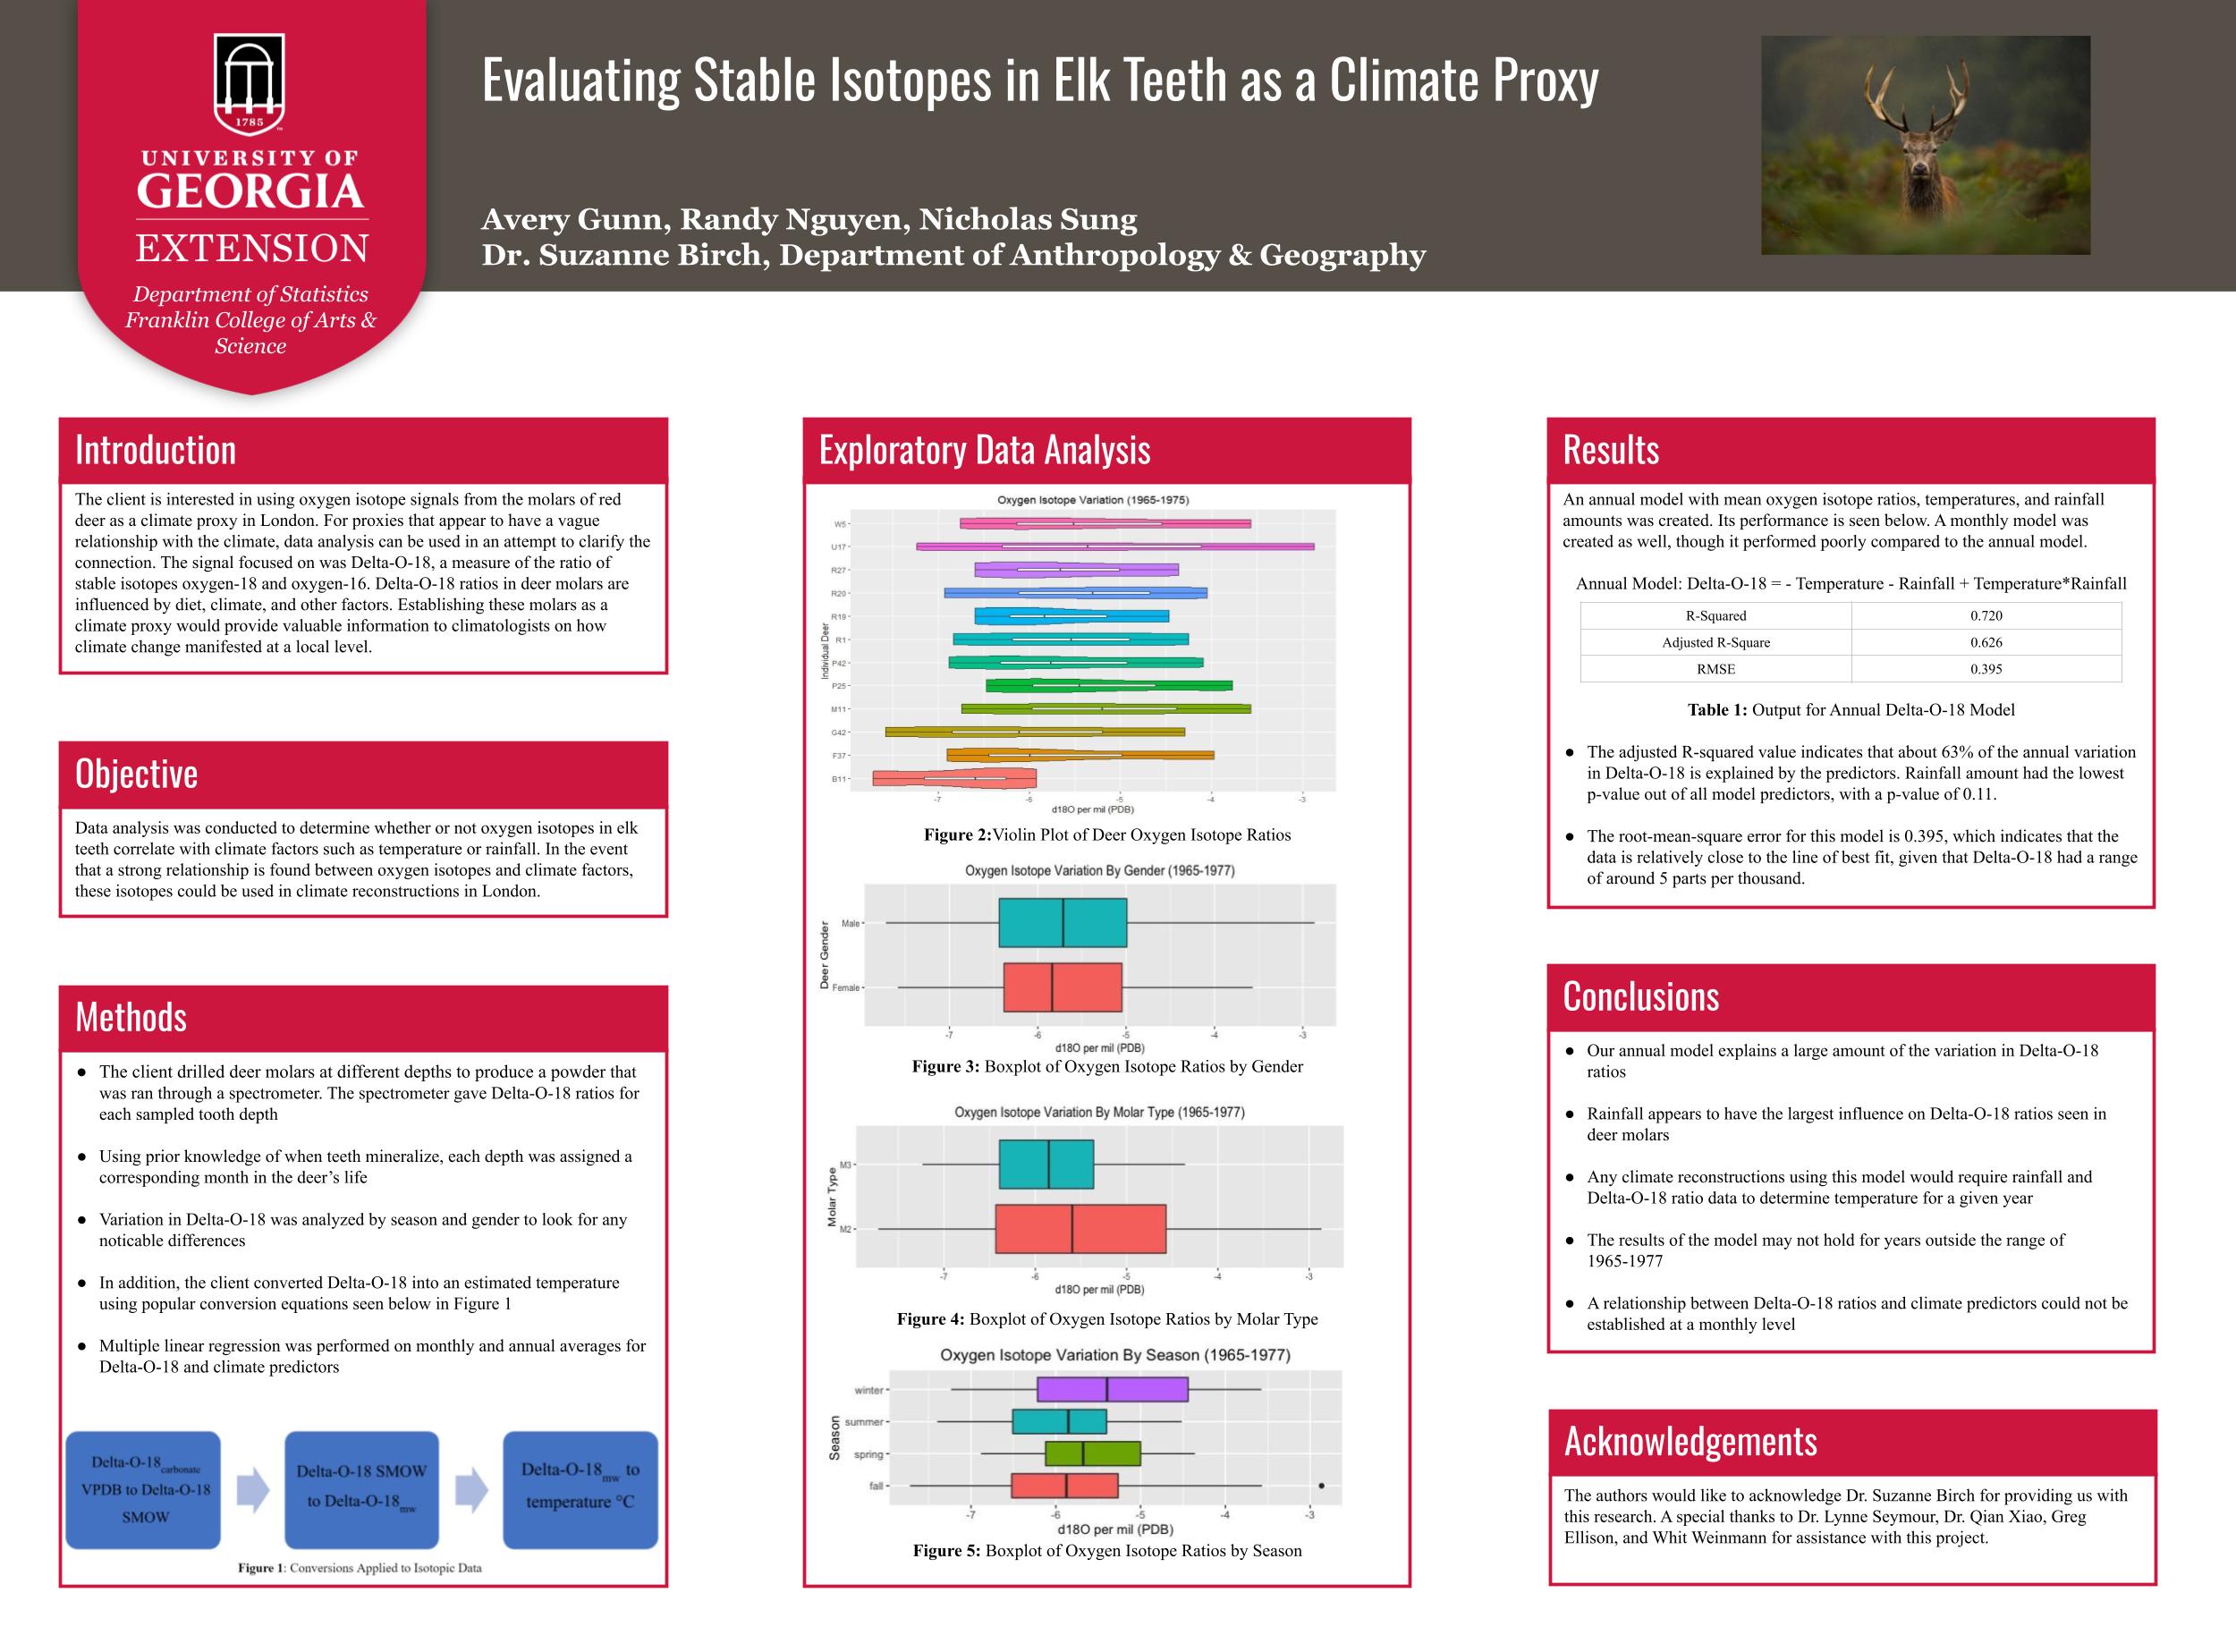 1785
UNIVERSITY OF
GEORGIA
EXTENSION
Department of Statistics
Franklin College of Arts &
Science
Evaluating Stable Isotopes in Elk Teeth as a Climate Proxy
Avery Gunn, Randy Nguyen, Nicholas Sung
Dr. Suzanne Birch, Department of Anthropology & Geography
Introduction
The client is interested in using oxygen isotope signals from the molars of red
deer as a climate proxy in London. For proxies that appear to have a vague
relationship with the climate, data analysis can be used in an attempt to clarify the
connection. The signal focused on was Delta-O-18, a measure of the ratio of
stable isotopes oxygen-18 and oxygen-16. Delta-O-18 ratios in deer molars are
influenced by diet, climate, and other factors. Establishing these molars as a
climate proxy would provide valuable information to climatologists on how
climate change manifested at a local level.
Objective
Data analysis was conducted to determine whether or not oxygen isotopes in elk
teeth correlate with climate factors such as temperature or rainfall. In the event
that a strong relationship is found between oxygen isotopes and climate factors,
these isotopes could be used in climate reconstructions in London.
Methods
● The client drilled deer molars at different depths to produce a powder that
was ran through a spectrometer. The spectrometer gave Delta-O-18 ratios for
each sampled tooth depth
● Using prior knowledge of when teeth mineralize, each depth was assigned a
corresponding month in the deer's life
● Variation in Delta-O-18 was analyzed by season and gender to look for any
noticable differences
● In addition, the client converted Delta-O-18 into an estimated temperature
using popular conversion equations seen below in Figure 1
● Multiple linear regression was performed on monthly and annual averages for
Delta-O-18 and climate predictors
Delta-O-18 carbonate
VPDB to Delta-O-18
SMOW
Delta-O-18 SMOW
to Delta-O-18 mw
Delta-O-18 mw to
temperature °C
Figure 1: Conversions Applied to Isotopic Data
Exploratory Data Analysis
Oxygen Isotope Variation (1965-1975)
Individual Deer
W5
U17
R27
R20
R19
R1
P42
P25
M11
G42
F37
B11
-7 -6 -5 -4 -3
d18O per mil (PDB)
Figure 2:Violin Plot of Deer Oxygen Isotope Ratios
Oxygen Isotope Variation By Gender (1965-1977)
Deer Gender
Male
Female
-7 -6 -5 -4 -3
d18O per mil (PDB)
Figure 3: Boxplot of Oxygen Isotope Ratios by Gender
Oxygen Isotope Variation By Molar Type (1965-1977)
Molar Type
M3
M2
-7 -6 -5 -4 -3
d18O per mil (PDB)
Figure 4: Boxplot of Oxygen Isotope Ratios by Molar Type
Oxygen Isotope Variation By Season (1965-1977)
Season
winter
summer
spring
fall
-7 -6 -5 -4 -3
d18O per mil (PDB)
Figure 5: Boxplot of Oxygen Isotope Ratios by Season
Results
An annual model with mean oxygen isotope ratios, temperatures, and rainfall
amounts was created. Its performance is seen below. A monthly model was
created as well, though it performed poorly compared to the annual model.
Annual Model: Delta-O-18 = - Temperature - Rainfall + Temperature*Rainfall
R-Squared 0.720
Adjusted R-Square 0.626
RMSE 0.395
Table 1: Output for Annual Delta-O-18 Model
● The adjusted R-squared value indicates that about 63% of the annual variation
in Delta-O-18 is explained by the predictors. Rainfall amount had the lowest
p-value out of all model predictors, with a p-value of 0.11.
● The root-mean-square error for this model is 0.395, which indicates that the
data is relatively close to the line of best fit, given that Delta-O-18 had a range
of around 5 parts per thousand.
Conclusions
● Our annual model explains a large amount of the variation in Delta-O-18
ratios
● Rainfall appears to have the largest influence on Delta-O-18 ratios seen in
deer molars
● Any climate reconstructions using this model would require rainfall and
Delta-O-18 ratio data to determine temperature for a given year
● The results of the model may not hold for years outside the range of
1965-1977
● A relationship between Delta-O-18 ratios and climate predictors could not be
established at a monthly level
Acknowledgements
The authors would like to acknowledge Dr. Suzanne Birch for providing us with
this research. A special thanks to Dr. Lynne Seymour, Dr. Qian Xiao, Greg
Ellison, and Whit Weinmann for assistance with this project.